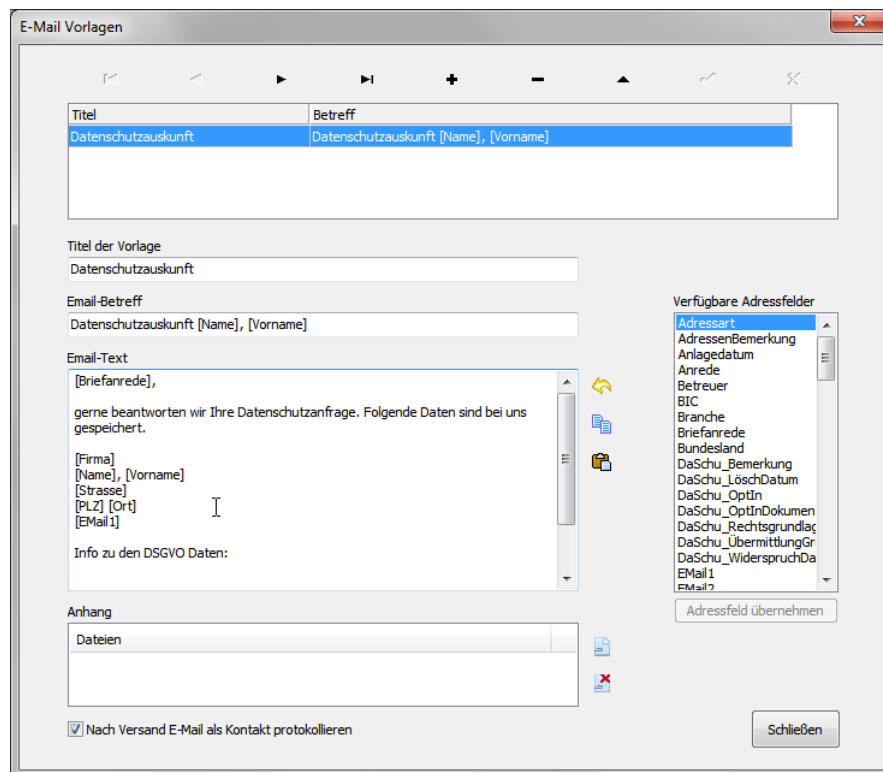 E-Mail Vorlagen
Titel Betreff
Datenschutzauskunft Datenschutzauskunft [Name], [Vorname]
Titel der Vorlage
Datenschutzauskunft
Email-Betreff
Datenschutzauskunft [Name], [Vorname]
Email-Text
[Briefanrede],
gerne beantworten wir Ihre Datenschutzanfrage. Folgende Daten sind bei uns
gespeichert.
[Firma]
[Name], [Vorname]
[Strasse]
[PLZ] [Ort]
[EMail1]
Info zu den DSGVO Daten:
Verfügbare Adressfelder
Adressart
AdressenBemerkung
Anlagedatum
Anrede
Betreuer
BIC
Branche
Briefanrede
Bundesland
DaSchu_Bemerkung
DaSchu_LöschDatum
DaSchu_OptIn
DaSchu_OptInDokumen
DaSchu_Rechtsgrundlag
DaSchu_ÜbermittlungGr
DaSchu_WiderspruchDa
EMail1
EMail2
Adressfeld übernehmen
Anhang
Dateien
Nach Versand E-Mail als Kontakt protokollieren
Schließen